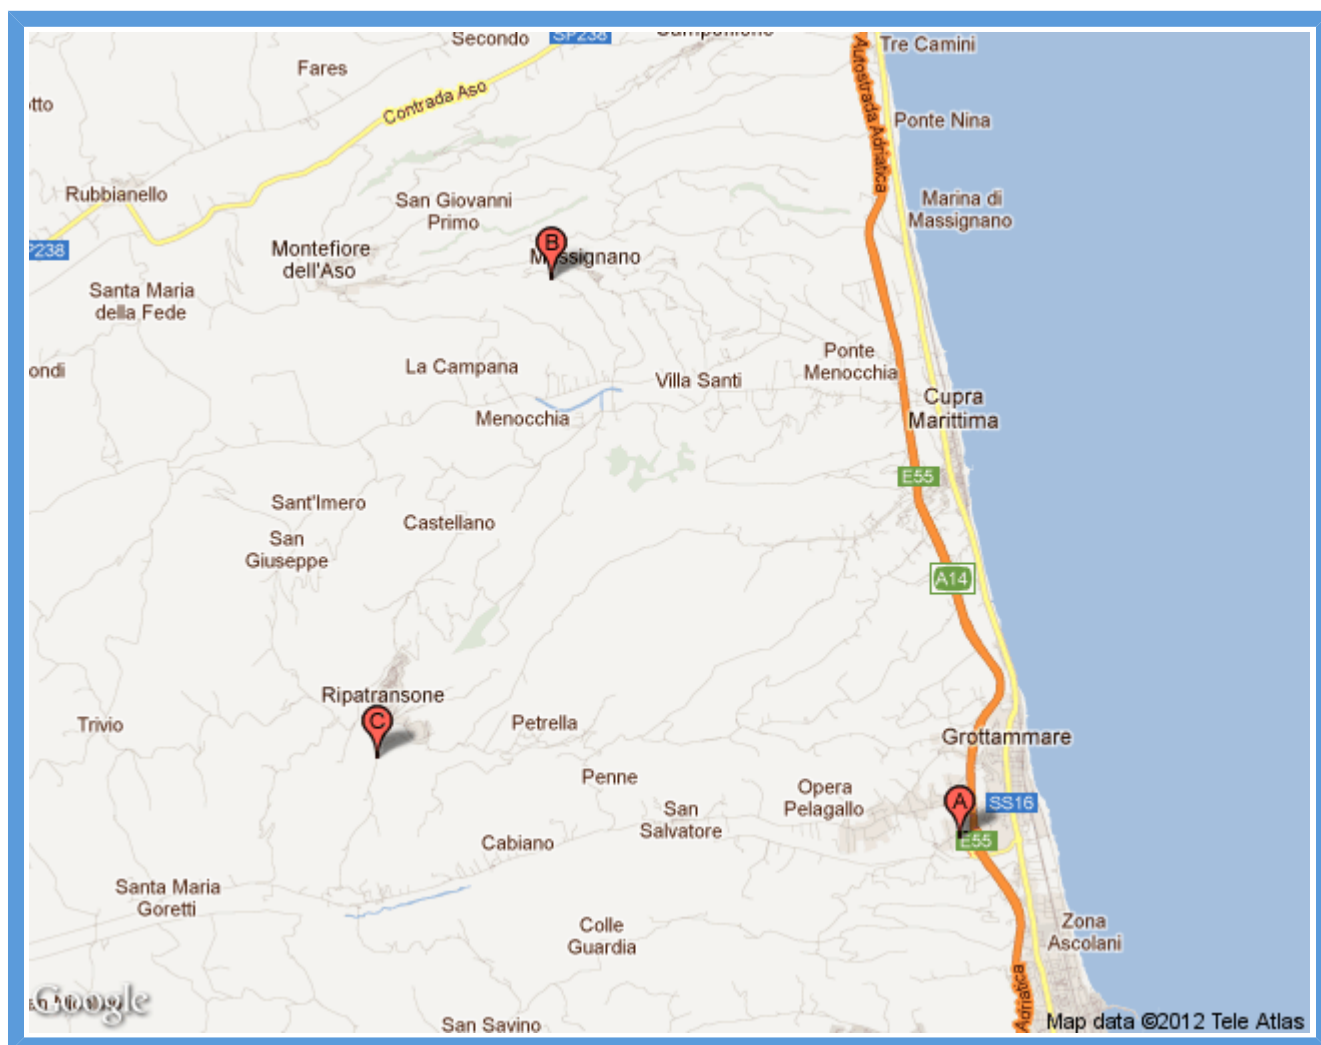 Secondo
SP238
Tre Camini
Fares
Autostrada Adriatica
Contrada Aso
Ponte Nina
Rubbianello
San Giovanni
Primo
Marina di
Massignano
B
Montefiore
dell'Aso
Santa Maria
della Fede
La Campana
Ponte
Menocchia
Villa Santi
Cupra
Marittima
Menocchia
E55
Sant'Imero
Castellano
San
Giuseppe
A14
Ripatransone
C
Trivio
Petrella
Grottammare
Penne
Opera
Pelagallo
A
SS16
San
Salvatore
E55
Cabiano
Santa Maria
Goretti
Colle
Guardia
Zona
Ascolani
Adriatica
Google
San Savino
Map data ©2012 Tele Atlas